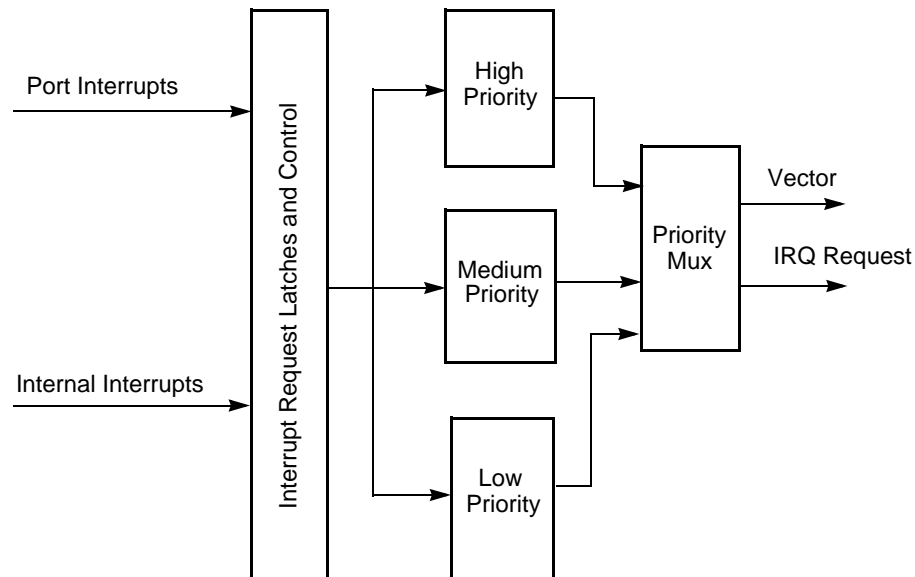 Port Interrupts
Internal Interrupts
Interrupt Request Latches and Control
High
Priority
Medium
Priority
Low
Priority
Priority
Mux
Vector
IRQ Request